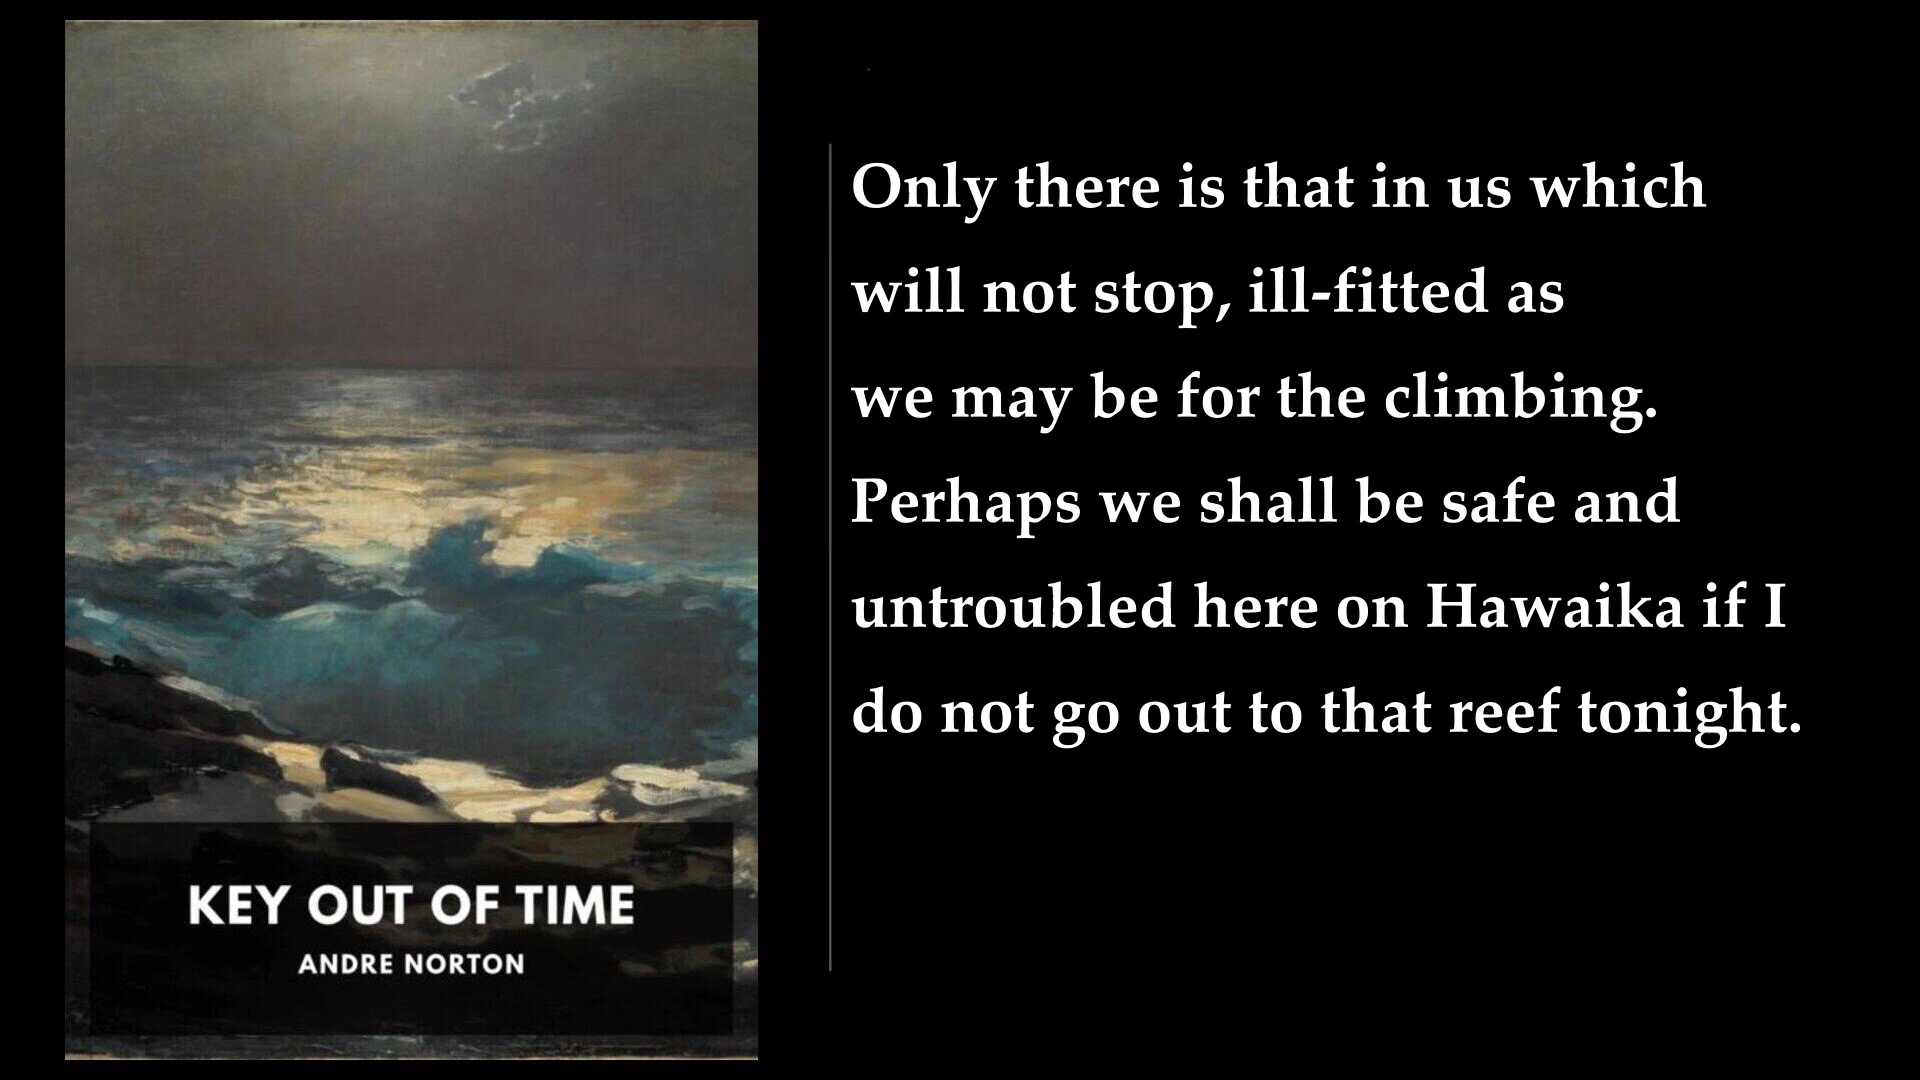 Only there is that in us which
will not stop, ill-fitted as
we may be for the climbing.
Perhaps we shall be safe and
untroubled here on Hawaika if I
do not go out to that reef tonight.
KEY OUT OF TIME
ANDRE NORTON